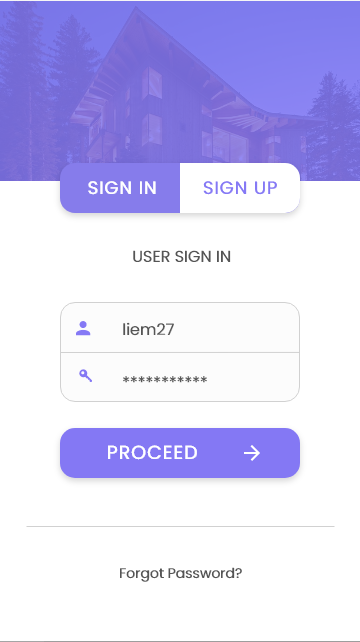 SIGN IN SIGN UP
USER SIGN IN
liem27
***********
PROCEED
Forgot Password?